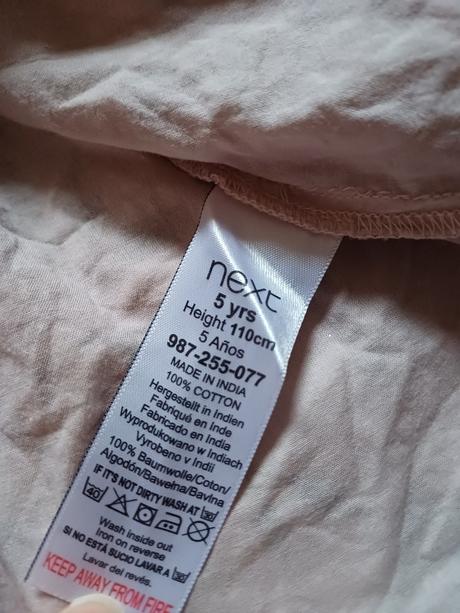 next
5 yrs
Height 110cm
5 Años
987-255-077
MADE IN INDIA
100% COTTON
Hergestellt in Indien
Fabriqué en Inde
Fabricado en India
Wyprodukowano w Indiach
Vyrobeno v Indii
100% Baumwolle/Coton/
Algodón/Bawełna/Bavlna
IF IT'S NOT DIRTY WASH AT 30
40
Wash inside out
Iron on reverse
SI NO ESTÁ SUCIO LAVAR A 30
Lavar del revés.
KEEP AWAY FROM FIRE